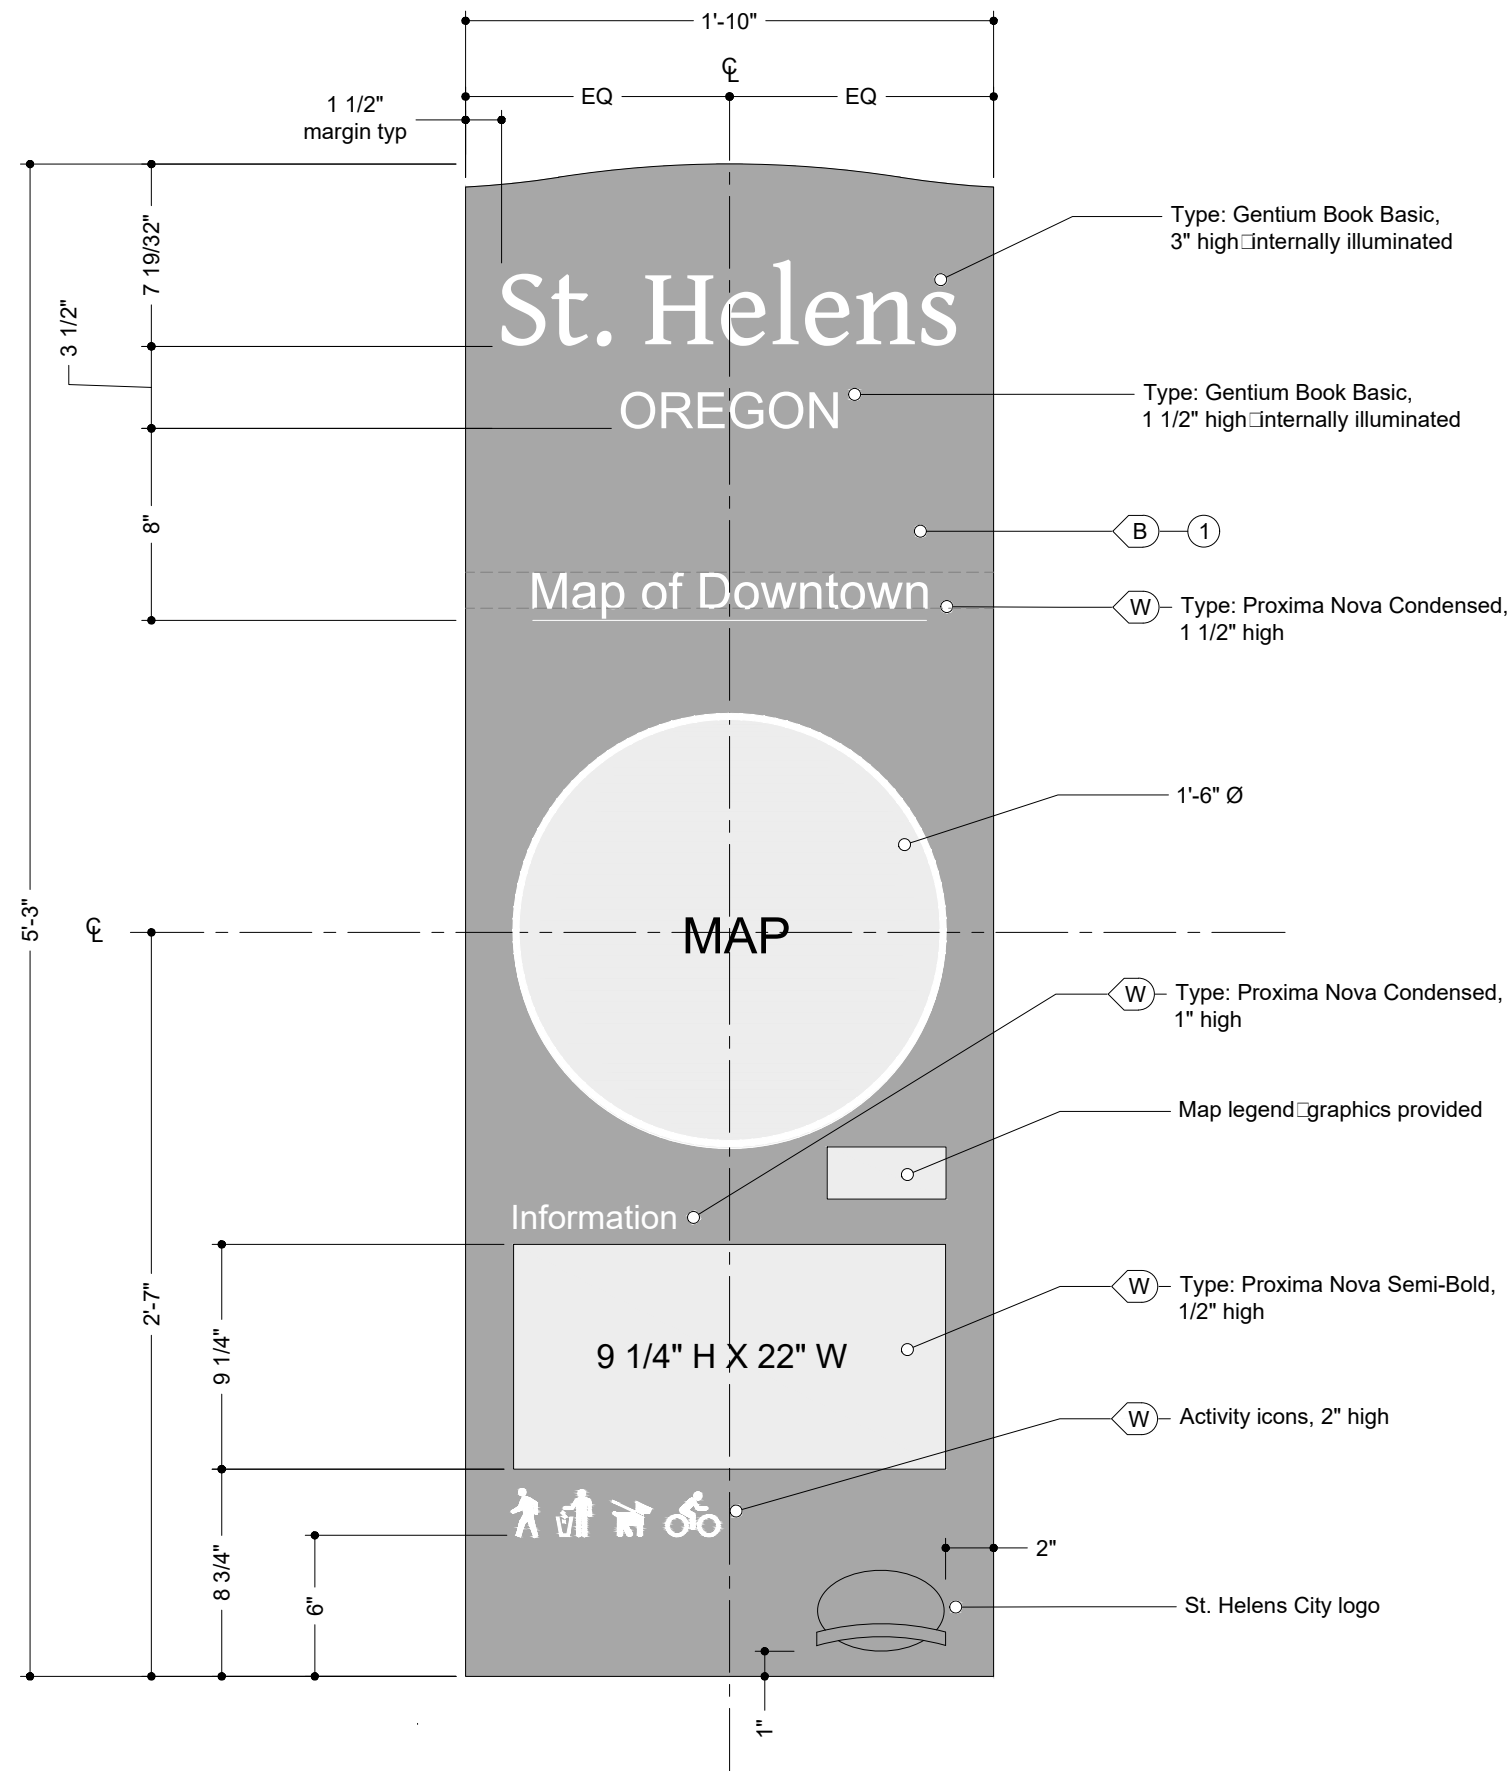 1'-10"
℄
EQ
EQ
1 1/2"
margin typ
7 19/32"
3 1/2"
8"
5'-3"
St. Helens
OREGON
Type: Gentium Book Basic,
3" high□internally illuminated
Type: Gentium Book Basic,
1 1/2" high□internally illuminated
B
1
Map of Downtown
W
Type: Proxima Nova Condensed,
1 1/2" high
1'-6" Ø
℄
MAP
W
Type: Proxima Nova Condensed,
1" high
Map legend□graphics provided
Information
2'-7"
9 1/4"
9 1/4" H X 22" W
W
Type: Proxima Nova Semi-Bold,
1/2" high
W
Activity icons, 2" high
8 3/4"
6"
2"
St. Helens City logo
1"